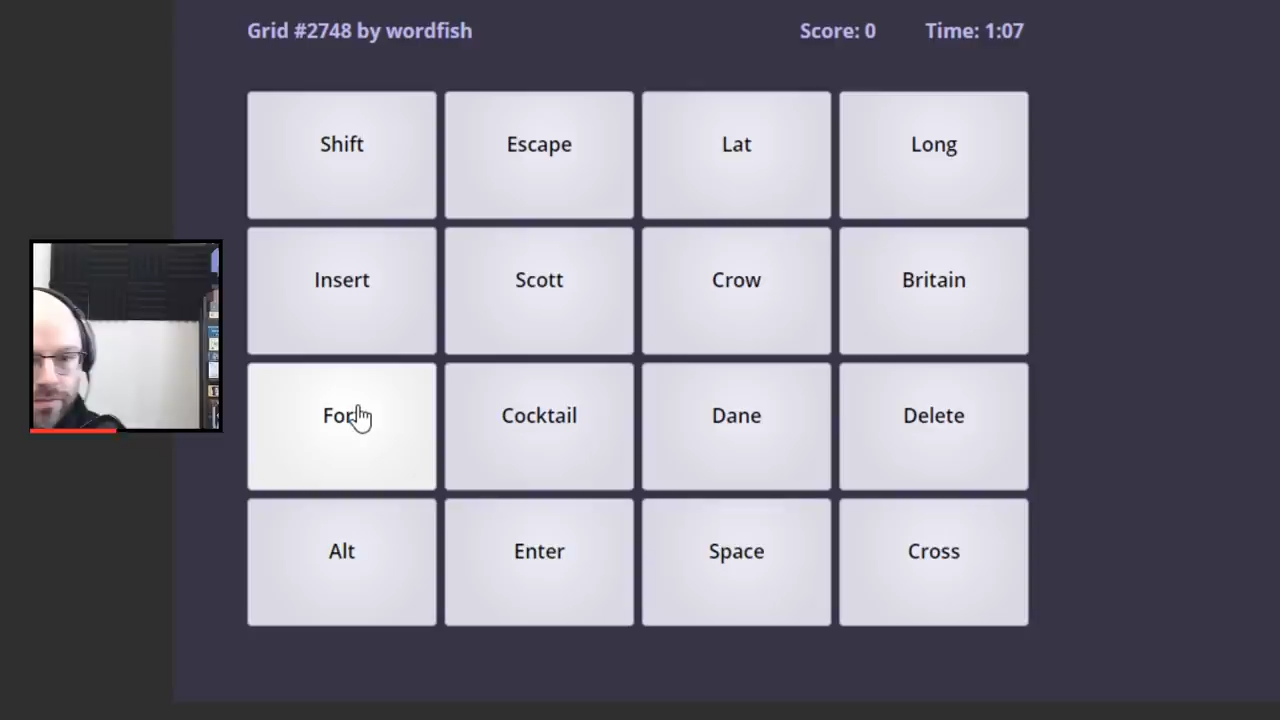 Grid #2748 by wordfish Score: 0 Time: 1:07
Shift Escape Lat Long
Insert Scott Crow Britain
Cocktail Dane Delete
Alt Enter Space Cross